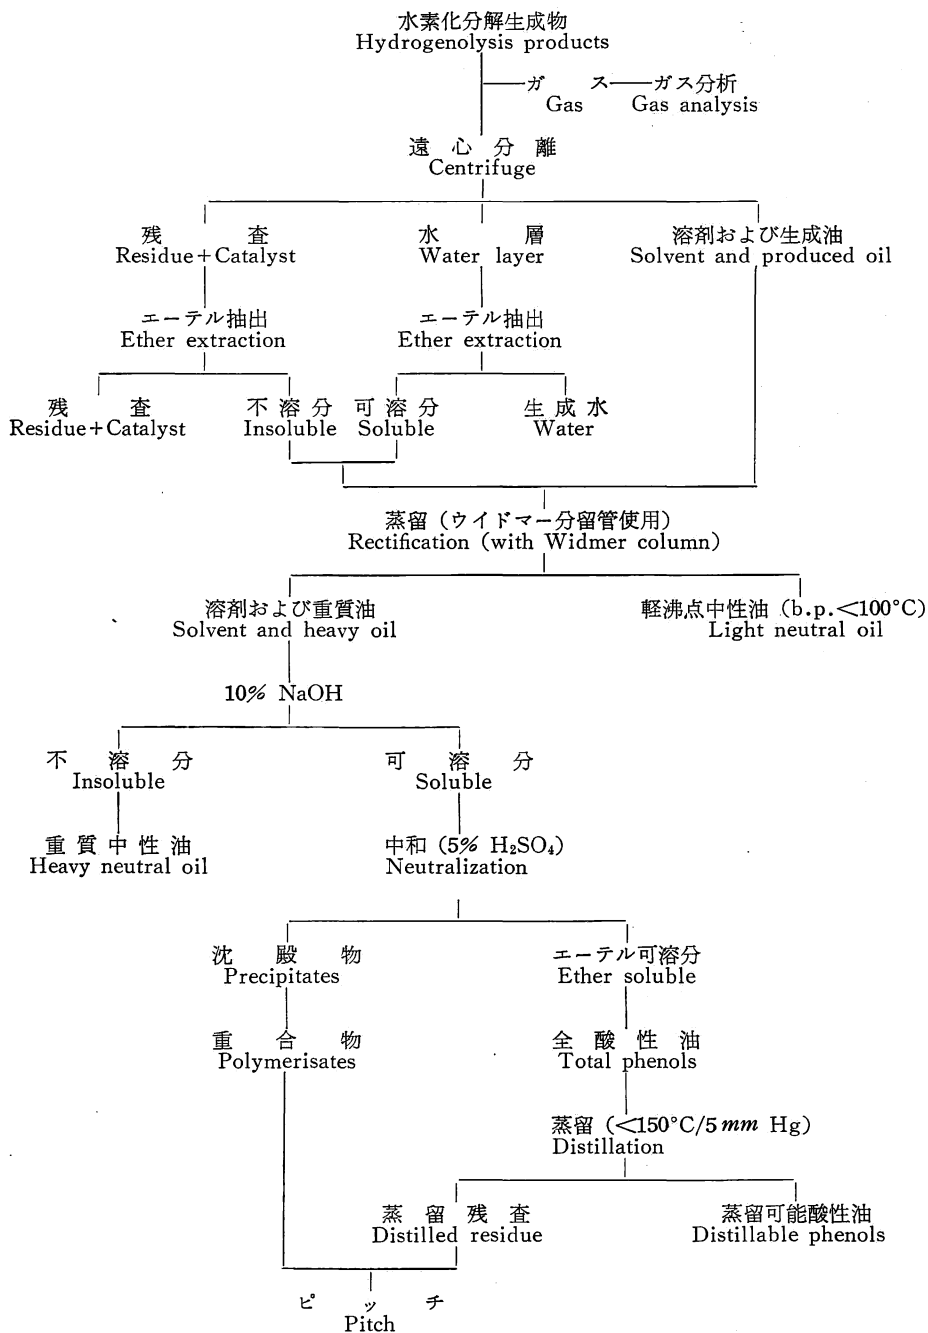 水素化分解生成物
Hydrogenolysis products
ガス ガス分析
Gas Gas analysis
遠心分離
Centrifuge
残査 水層 溶剤および生成油
Residue+Catalyst Water layer Solvent and produced oil
エーテル抽出 エーテル抽出
Ether extraction Ether extraction
残査 不溶分 可溶分 生成水
Residue+Catalyst Insoluble Soluble Water
蒸留(ウイドマー分留管使用)
Rectification (with Widmer column)
溶剤および重質油 軽沸点中性油(b.p.<100°C)
Solvent and heavy oil Light neutral oil
10% NaOH
不溶分 可溶分
Insoluble Soluble
重質中性油 中和(5% H₂SO₄)
Heavy neutral oil Neutralization
沈殿物 エーテル可溶分
Precipitates Ether soluble
重合物 全酸性油
Polymerisates Total phenols
蒸留(<150°C/5mm Hg)
Distillation
蒸留残査 蒸留可能酸性油
Distilled residue Distillable phenols
ピッチ
Pitch